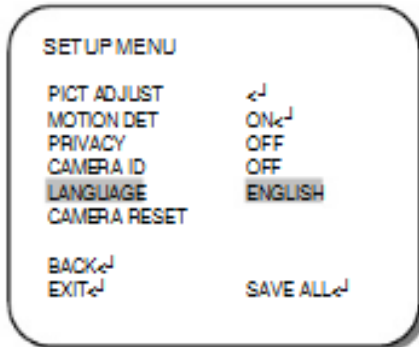 SETUP MENU
PICT ADJUST ↲
MOTION DET ON↲
PRIVACY OFF
CAMERA ID OFF
LANGUAGE ENGLISH
CAMERA RESET
BACK↲
EXIT↲ SAVE ALL↲